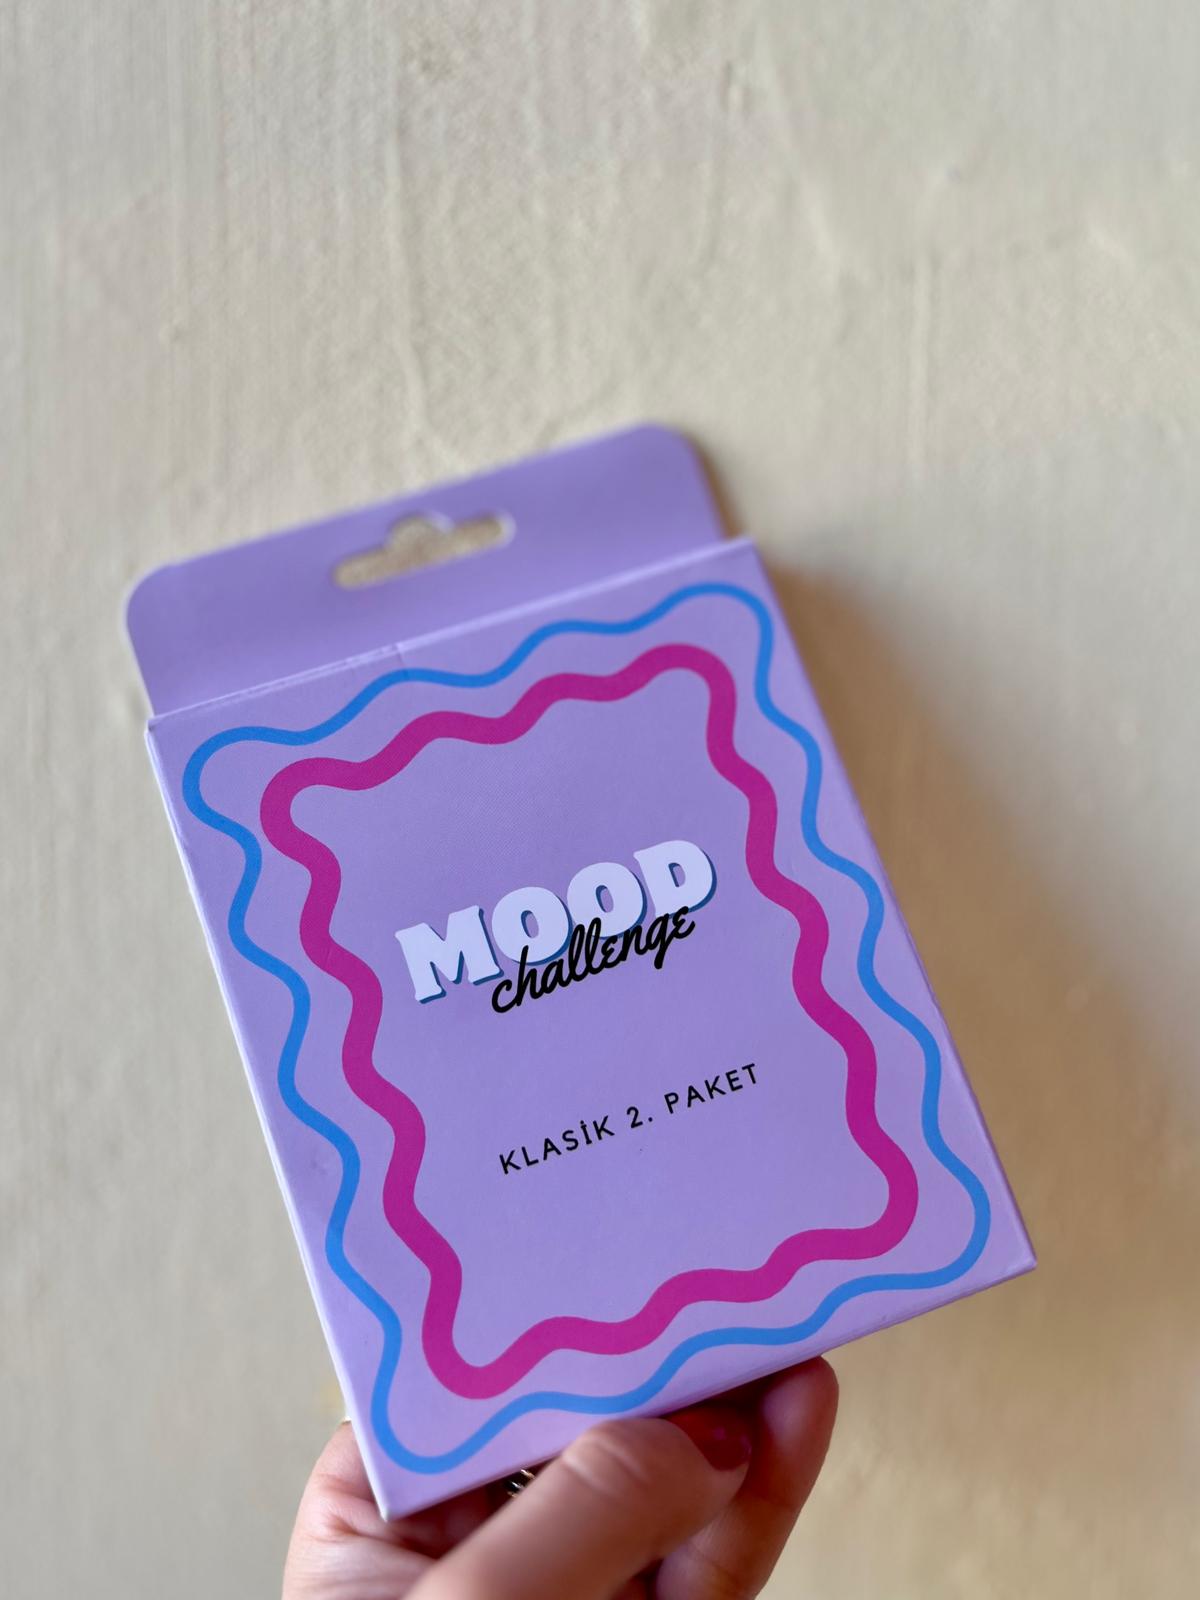 MOOD
challenge
KLASİK 2. PAKET